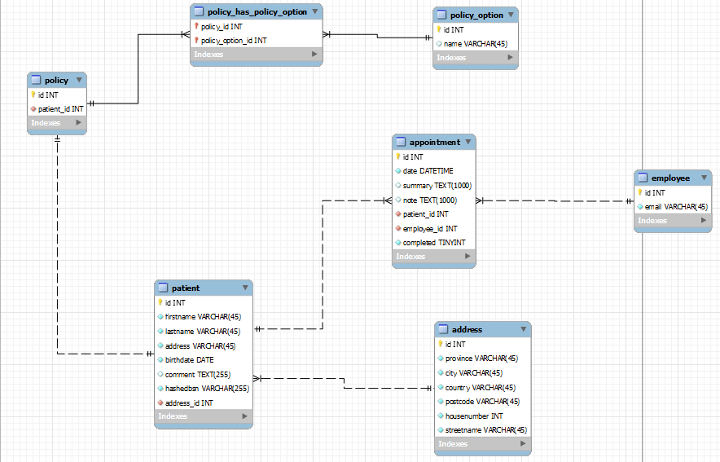 policy_has_policy_option
policy_id INT
policy_option_id INT
Indexes
policy_option
id INT
name VARCHAR(45)
Indexes
policy
id INT
patient_id INT
Indexes
appointment
id INT
date DATETIME
summary TEXT(1000)
note TEXT(1000)
patient_id INT
employee_id INT
completed TINYINT
Indexes
employee
id INT
email VARCHAR(45)
Indexes
patient
id INT
firstname VARCHAR(45)
lastname VARCHAR(45)
address VARCHAR(45)
birthdate DATE
comment TEXT(255)
hashedbsn VARCHAR(255)
address_id INT
Indexes
address
id INT
province VARCHAR(45)
city VARCHAR(45)
country VARCHAR(45)
postcode VARCHAR(45)
housenumber INT
streetname VARCHAR(45)
Indexes